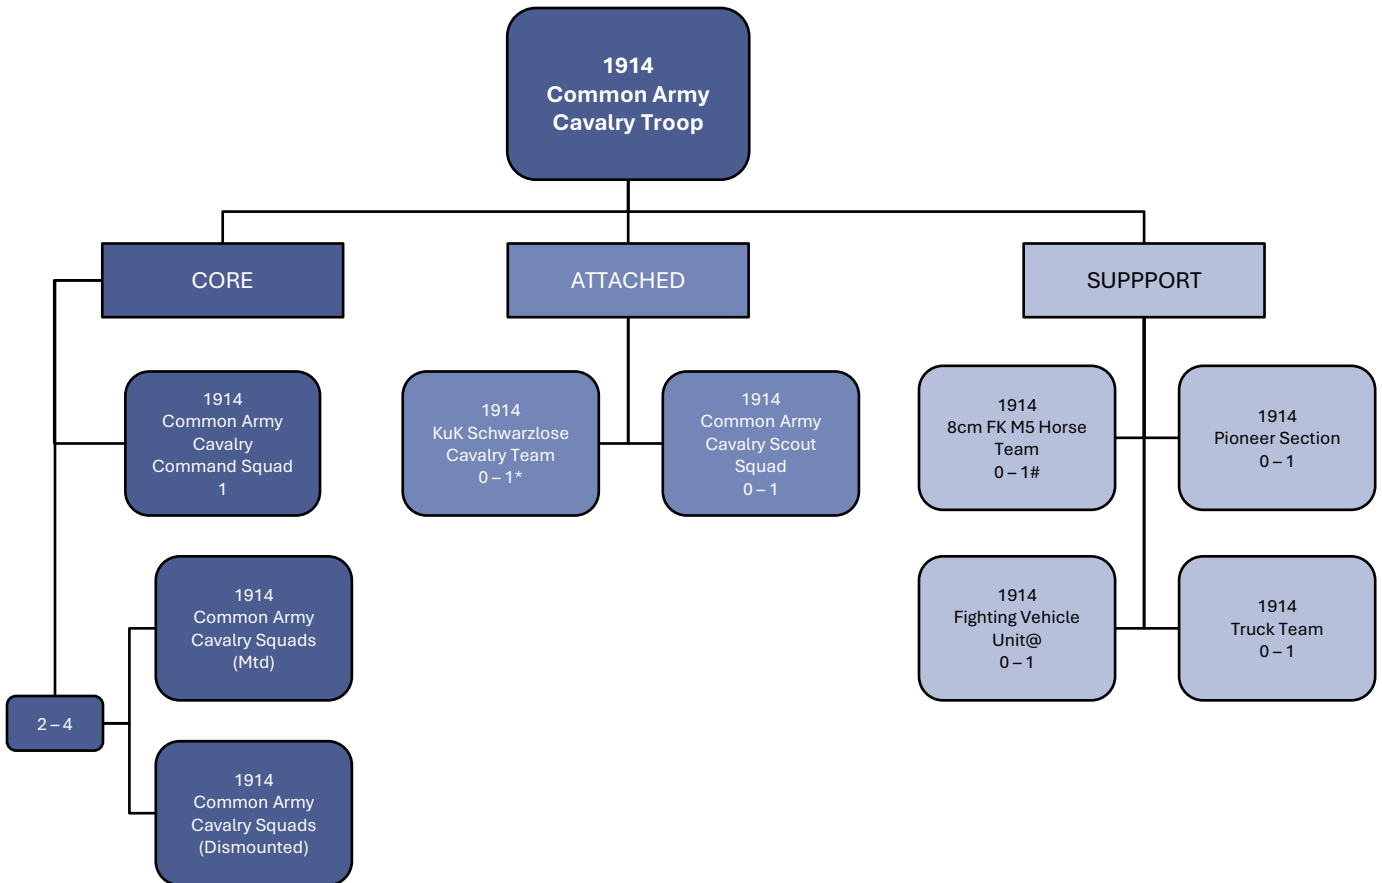 1914
Common Army
Cavalry Troop
CORE
ATTACHED
SUPPPORT
1914
Common Army
Cavalry
Command Squad
1
1914
KuK Schwarzlose
Cavalry Team
0 – 1*
1914
Common Army
Cavalry Scout
Squad
0 – 1
1914
8cm FK M5 Horse
Team
0 – 1#
1914
Pioneer Section
0 – 1
1914
Common Army
Cavalry Squads
(Mtd)
1914
Fighting Vehicle
Unit@
0 – 1
1914
Truck Team
0 – 1
2 – 4
1914
Common Army
Cavalry Squads
(Dismounted)